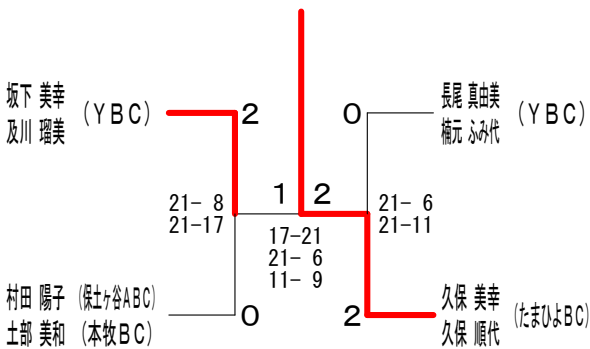 坂下 美幸
及川 瑠美 (YBC)
2
0
長尾 真由美
楠元 ふみ代 (YBC)
21- 8
21-17
1 2
17-21
21- 6
11- 9
21- 6
21-11
村田 陽子 (保土ヶ谷ABC)
土部 美和 (本牧BC)
0
2
久保 美幸
久保 順代 (たまひよBC)